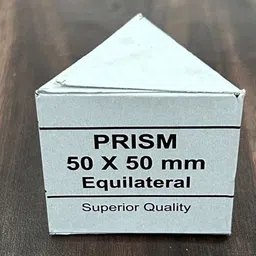 PRISM
50 X 50 mm
Equilateral
Superior Quality